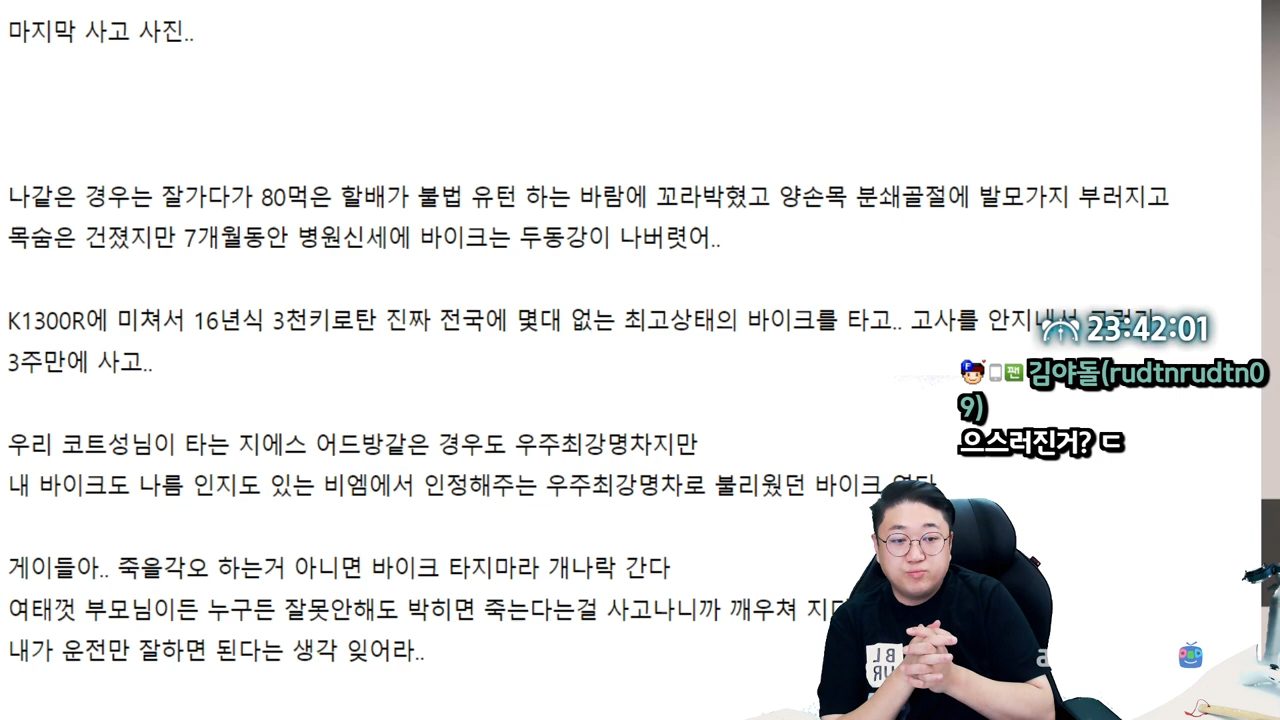 마지막 사고 사진..
나같은 경우는 잘가다가 80먹은 할배가 불법 유턴 하는 바람에 꼬라박혔고 양손목 분쇄골절에 발모가지 부러지고
목숨은 건졌지만 7개월동안 병원신세에 바이크는 두동강이 나버렷어..
K1300R에 미쳐서 16년식 3천키로탄 진짜 전국에 몇대 없는 최고상태의 바이크를 타고.. 고사를
23:42:01
3주만에 사고..
김야돌(rudtnrudtn0
9)
으스러진거? ㄷ
우리 코트성님이 타는 지에스 어드방같은 경우도 우주최강명차지만
내 바이크도 나름 인지도 있는 비엠에서 인정해주는 우주최강명차로 불리웠던 바이크
게이들아.. 죽을각오 하는거 아니면 바이크 타지마라 개나락 간다
여태껏 부모님이든 누구든 잘못안해도 박히면 죽는다는걸 사고나니까 깨우쳐
내가 운전만 잘하면 된다는 생각 잊어라..